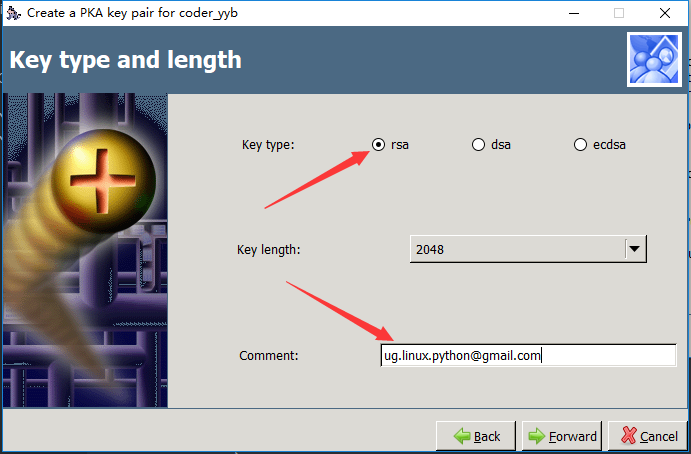 Create a PKA key pair for coder_yyb
Key type and length
Key type: rsa dsa ecdsa
Key length: 2048
Comment: ug.linux.python@gmail.com
Back Forward Cancel